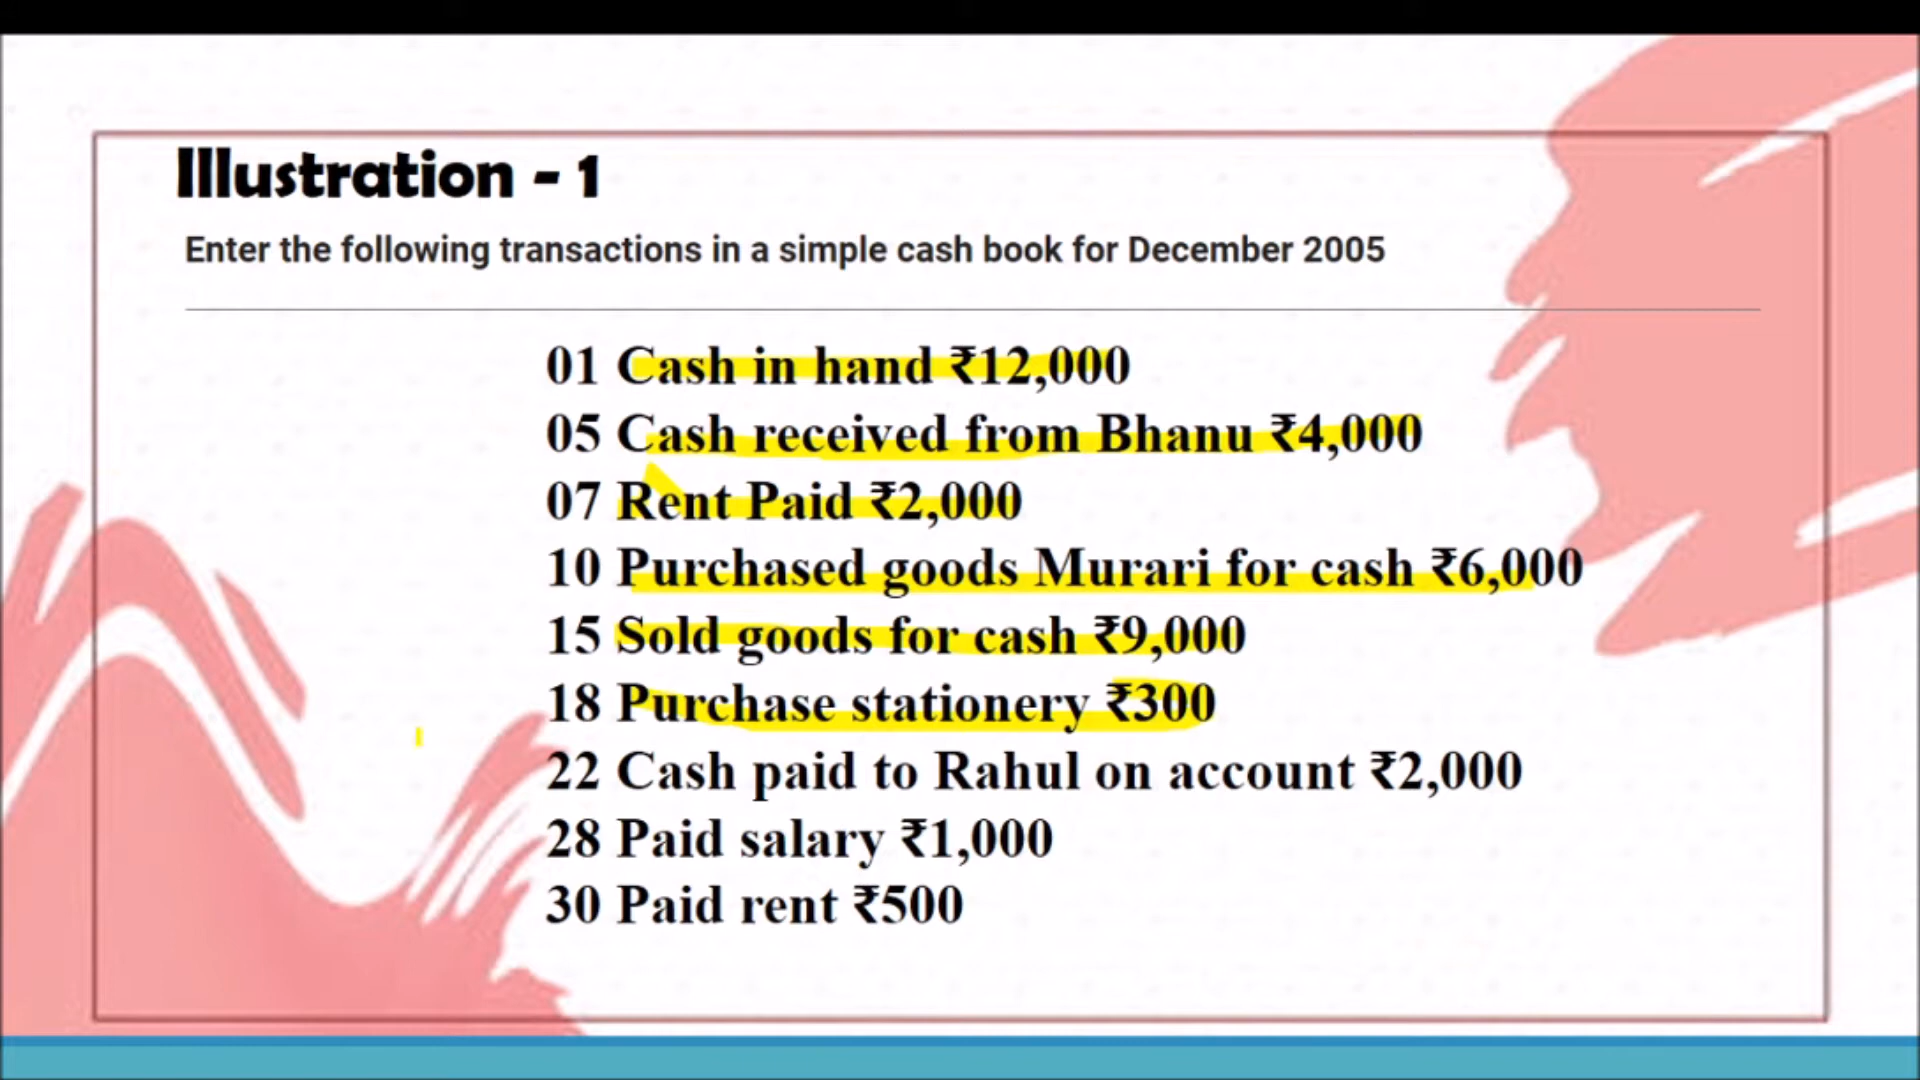 Illustration - 1
Enter the following transactions in a simple cash book for December 2005
01 Cash in hand ₹12,000
05 Cash received from Bhanu ₹4,000
07 Rent Paid ₹2,000
10 Purchased goods Murari for cash ₹6,000
15 Sold goods for cash ₹9,000
18 Purchase stationery ₹300
22 Cash paid to Rahul on account ₹2,000
28 Paid salary ₹1,000
30 Paid rent ₹500